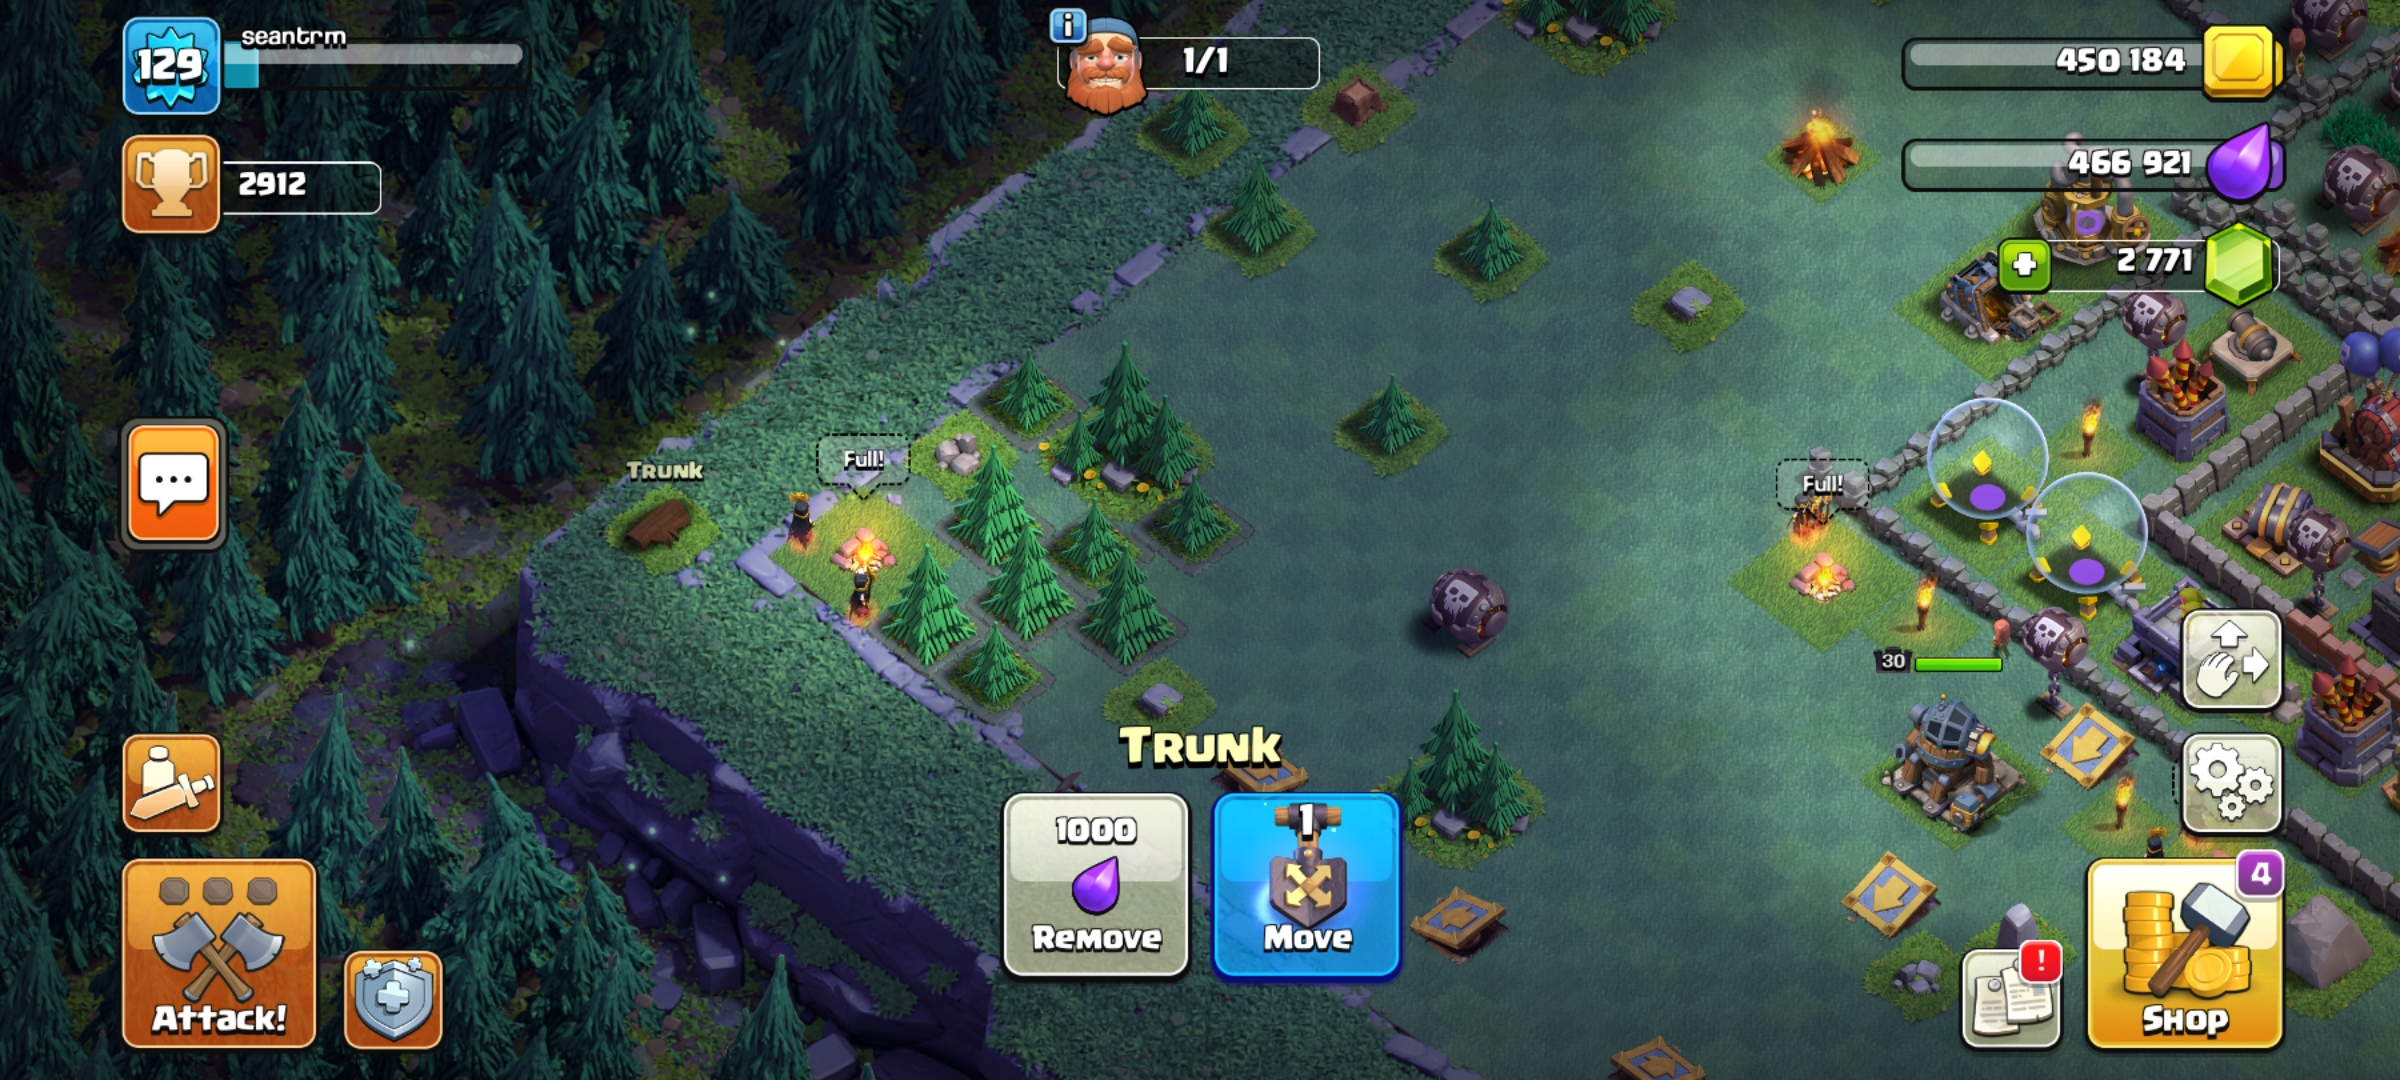 129
seantrm
1/1
450 184
2912
466 921
2 771
Full!
Trunk
Full!
30
Trunk
1000
Remove
1
Move
4
!
Attack!
Shop